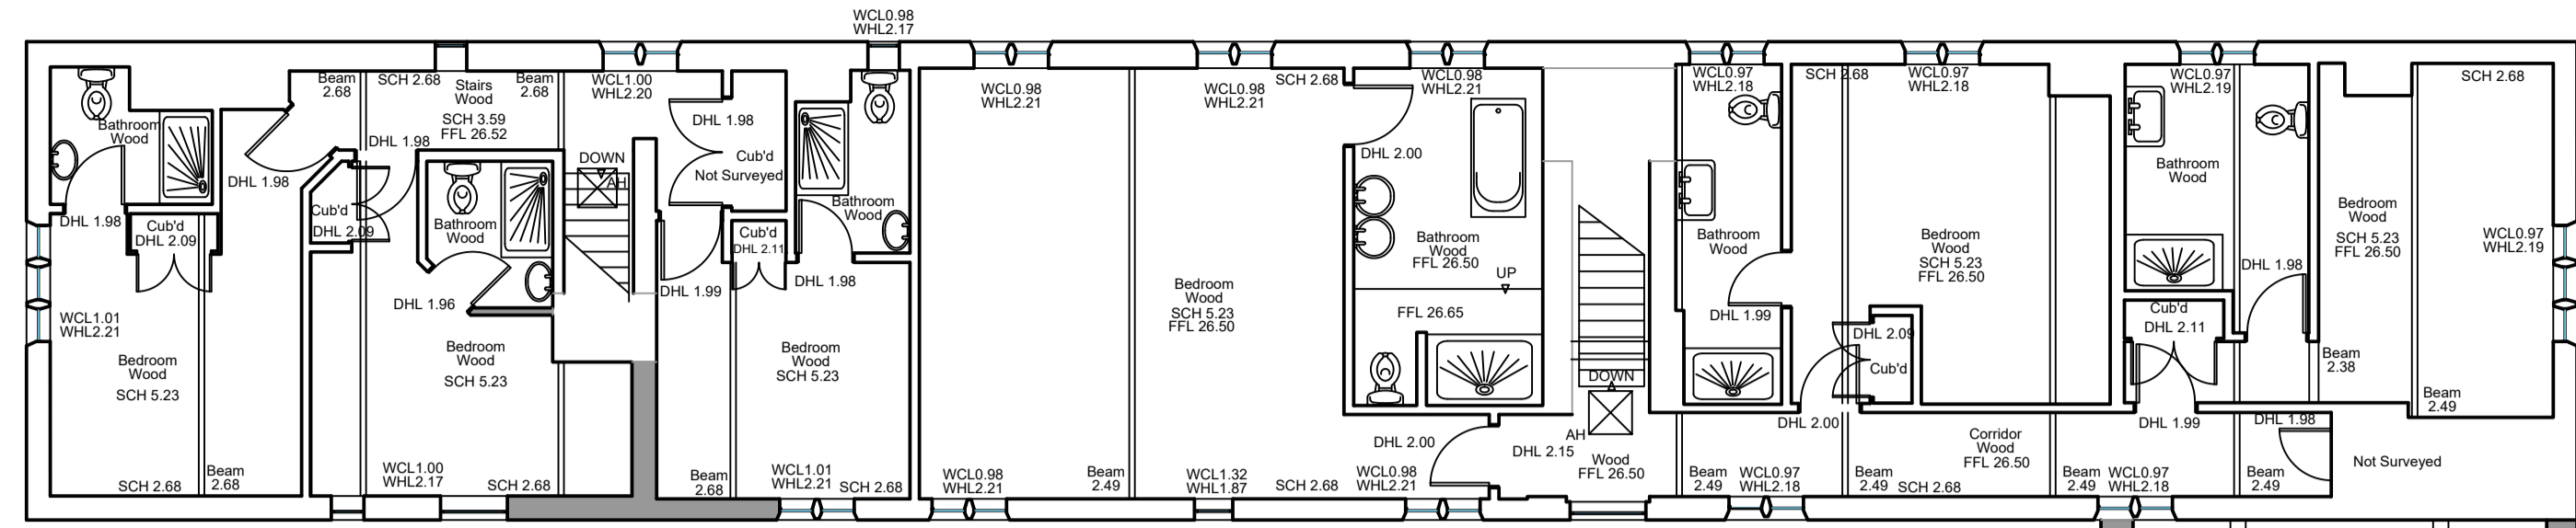 WCL0.98
WHL2.17
Bathroom
Wood
DHL 1.98
Cub'd
DHL 2.09
WCL1.01
WHL2.21
Bedroom
Wood
SCH 5.23
SCH 2.68
Beam
2.68
DHL 1.98
Beam
2.68
SCH 2.68
Stairs
Wood
SCH 3.59
FFL 26.52
Beam
2.68
DHL 1.98
Cub'd
DHL 2.09
Bathroom
Wood
DHL 1.96
Bedroom
Wood
SCH 5.23
WCL1.00
WHL2.17
SCH 2.68
WCL1.00
WHL2.20
DOWN
AH
DHL 1.98
Cub'd
Not Surveyed
Cub'd
DHL 2.11
DHL 1.99
Bathroom
Wood
DHL 1.98
Bedroom
Wood
SCH 5.23
Beam
2.68
WCL1.01
WHL2.21
SCH 2.68
WCL0.98
WHL2.21
WCL0.98
WHL2.21
SCH 2.68
Bedroom
Wood
SCH 5.23
FFL 26.50
WCL0.98
WHL2.21
Beam
2.49
WCL1.32
WHL1.87
SCH 2.68
WCL0.98
WHL2.21
WCL0.98
WHL2.21
DHL 2.00
Bathroom
Wood
FFL 26.50
UP
FFL 26.65
DHL 2.00
DHL 2.15
DOWN
AH
Wood
FFL 26.50
WCL0.97
WHL2.18
Bathroom
Wood
DHL 1.99
SCH 2.68
WCL0.97
WHL2.18
Bedroom
Wood
SCH 5.23
FFL 26.50
DHL 2.09
Cub'd
DHL 2.00
Beam
2.49
WCL0.97
WHL2.18
Beam
2.49
SCH 2.68
Corridor
Wood
FFL 26.50
Beam
2.49
WCL0.97
WHL2.18
WCL0.97
WHL2.19
Bathroom
Wood
DHL 1.98
Cub'd
DHL 2.11
DHL 1.99
DHL 1.98
Beam
2.49
Not Surveyed
SCH 2.68
Bedroom
Wood
SCH 5.23
FFL 26.50
WCL0.97
WHL2.19
Beam
2.38
Beam
2.49